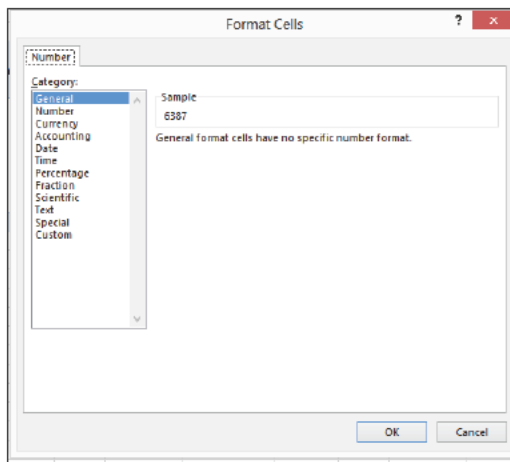 Format Cells
?
x
Number
Category:
General
Number
Currency
Accounting
Date
Time
Percentage
Fraction
Scientific
Text
Special
Custom
Sample
6387
General format cells have no specific number format.
OK
Cancel